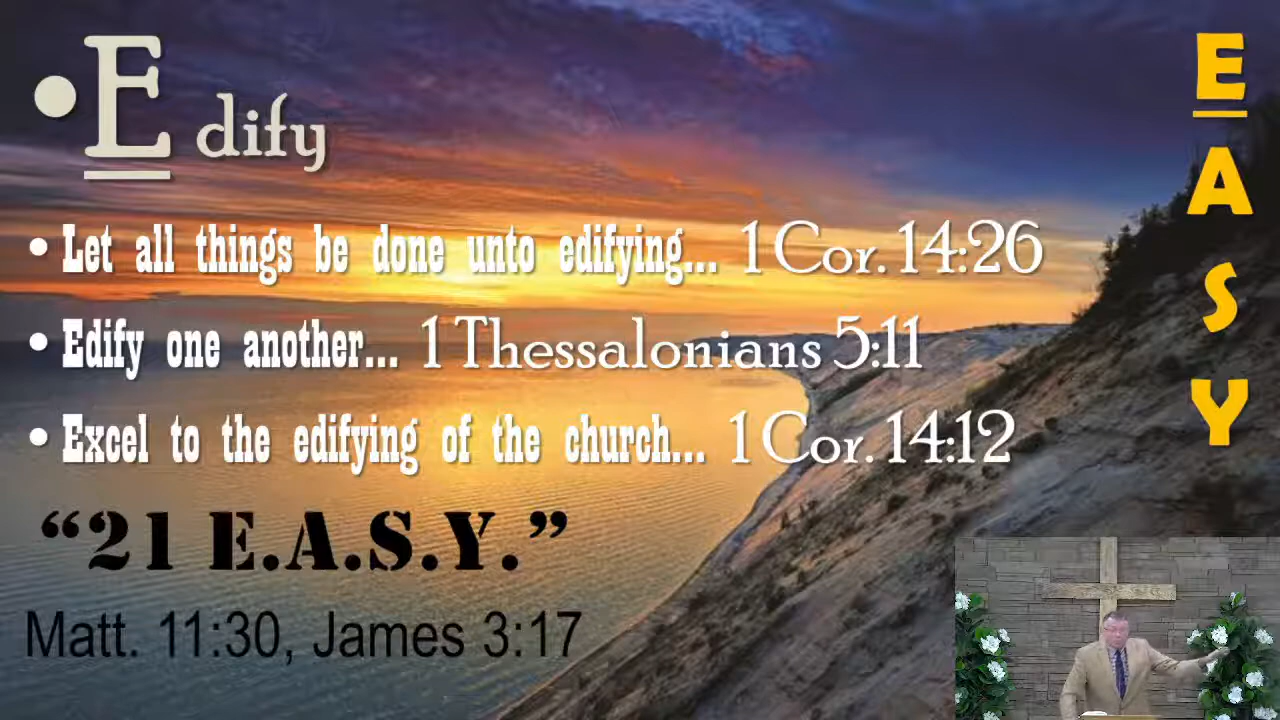 •E dify
• Let all things be done unto edifying... 1 Cor. 14:26
• Edify one another... 1 Thessalonians 5:11
• Excel to the edifying of the church... 1 Cor. 14:12
“21 E.A.S.Y.”
Matt. 11:30, James 3:17
E
A
S
Y